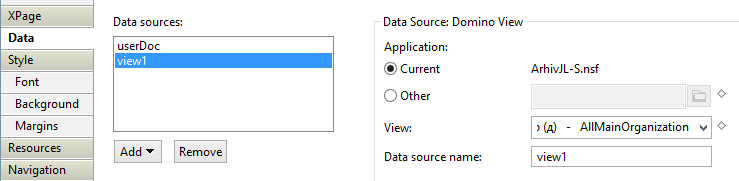 XPage
Data
Style
Font
Background
Margins
Resources
Navigation
Data sources:
userDoc
view1
Add
Remove
Data Source: Domino View
Application:
Current
ArhivJL-S.nsf
Other
View:
(д) - AllMainOrganization
Data source name:
view1